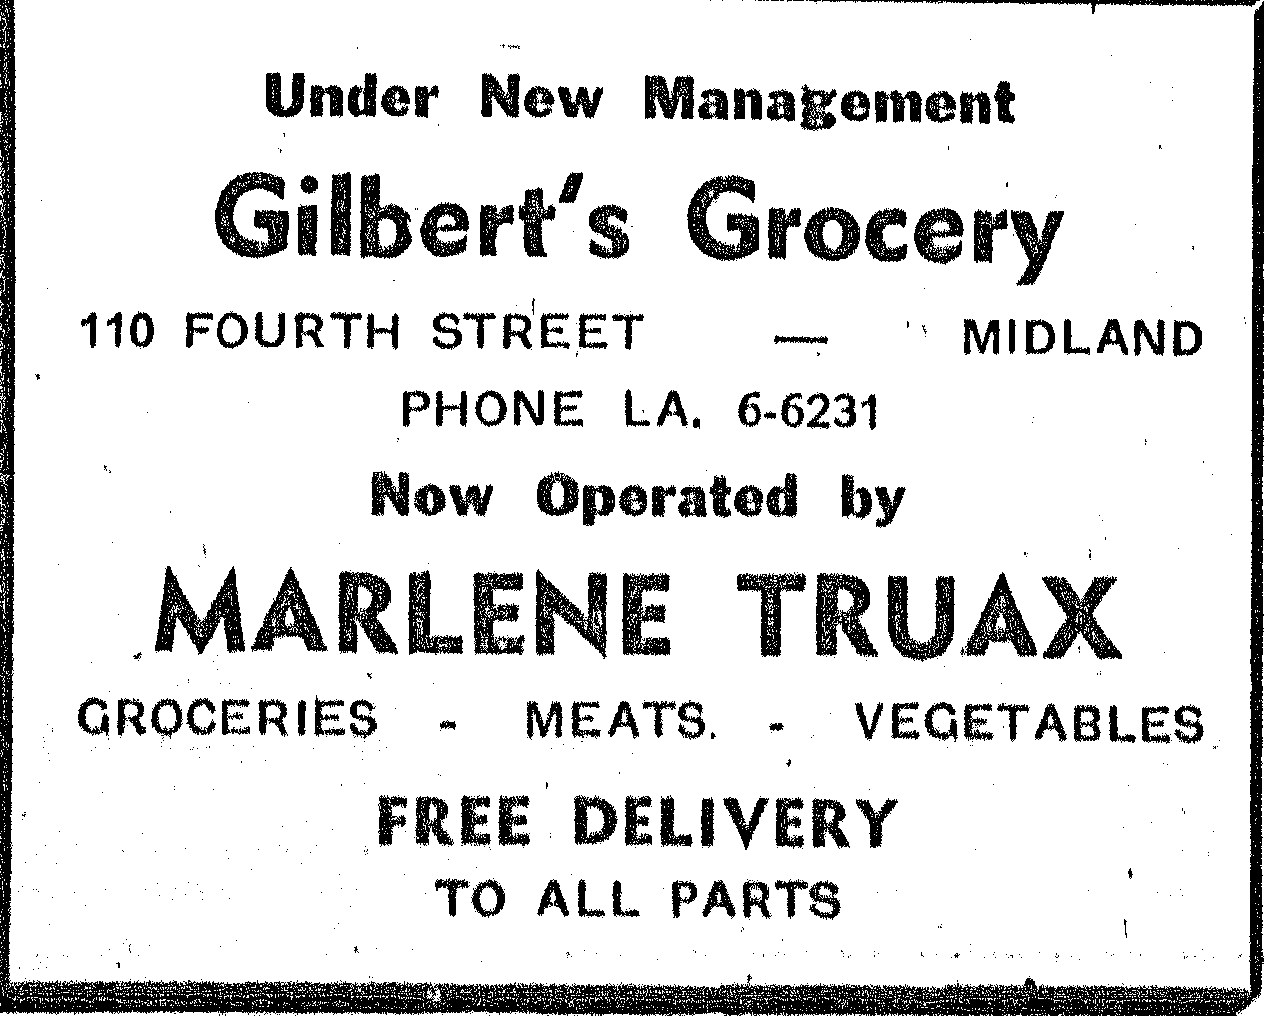 Under New Management
Gilbert's Grocery
110 FOURTH STREET — MIDLAND
PHONE LA. 6-6231
Now Operated by
MARLENE TRUAX
GROCERIES - MEATS. - VEGETABLES
FREE DELIVERY
TO ALL PARTS